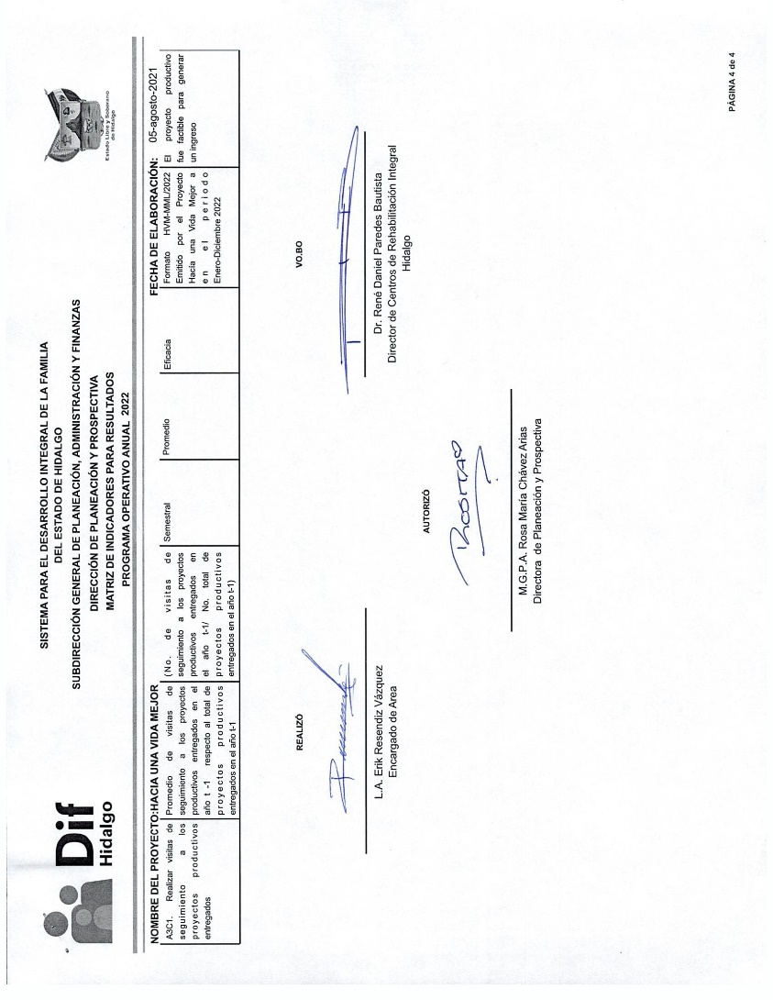 Dif
Hidalgo
SISTEMA PARA EL DESARROLLO INTEGRAL DE LA FAMILIA
DEL ESTADO DE HIDALGO
SUBDIRECCIÓN GENERAL DE PLANEACIÓN, ADMINISTRACIÓN Y FINANZAS
DIRECCIÓN DE PLANEACIÓN Y PROSPECTIVA
MATRIZ DE INDICADORES PARA RESULTADOS
PROGRAMA OPERATIVO ANUAL 2022
Estado Libre y Soberano
de Hidalgo
NOMBRE DEL PROYECTO:HACIA UNA VIDA MEJOR
FECHA DE ELABORACIÓN: 05-agosto-2021
A3C1. Realizar visitas de
seguimiento a los
proyectos productivos
entregados
Promedio de visitas de
seguimiento a los proyectos
productivos entregados en el
año t -1 respecto al total de
proyectos productivos
entregados en el año t-1
(No. de visitas de
seguimiento a los proyectos
productivos entregados en
el año t-1/ No. total de
proyectos productivos
entregados en el año t-1)
Semestral
Promedio
Eficacia
Formato HVM-MML/2022
Emitido por el Proyecto
Hacía una Vida Mejor a
en el periodo
Enero-Diciembre 2022
El proyecto productivo
fue factible para generar
un ingreso
REALIZÓ
L.A. Erik Resendiz Vázquez
Encargado de Area
VO.BO
Dr. René Daniel Paredes Bautista
Director de Centros de Rehabilitación Integral
Hidalgo
AUTORIZÓ
M.G.P.A. Rosa María Chávez Arias
Directora de Planeación y Prospectiva
PÁGINA 4 de 4